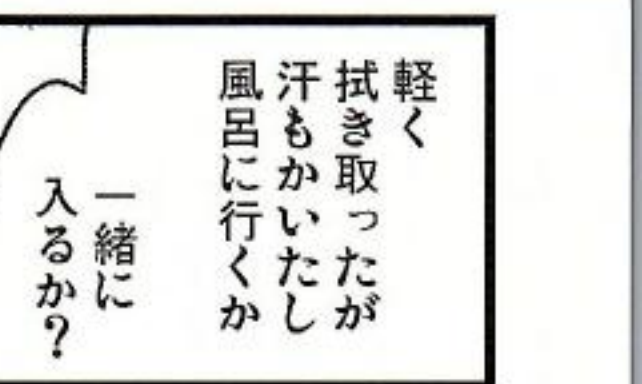 軽く
拭き取ったが
汗もかいたし
風呂に行くか
一緒に
入るか？